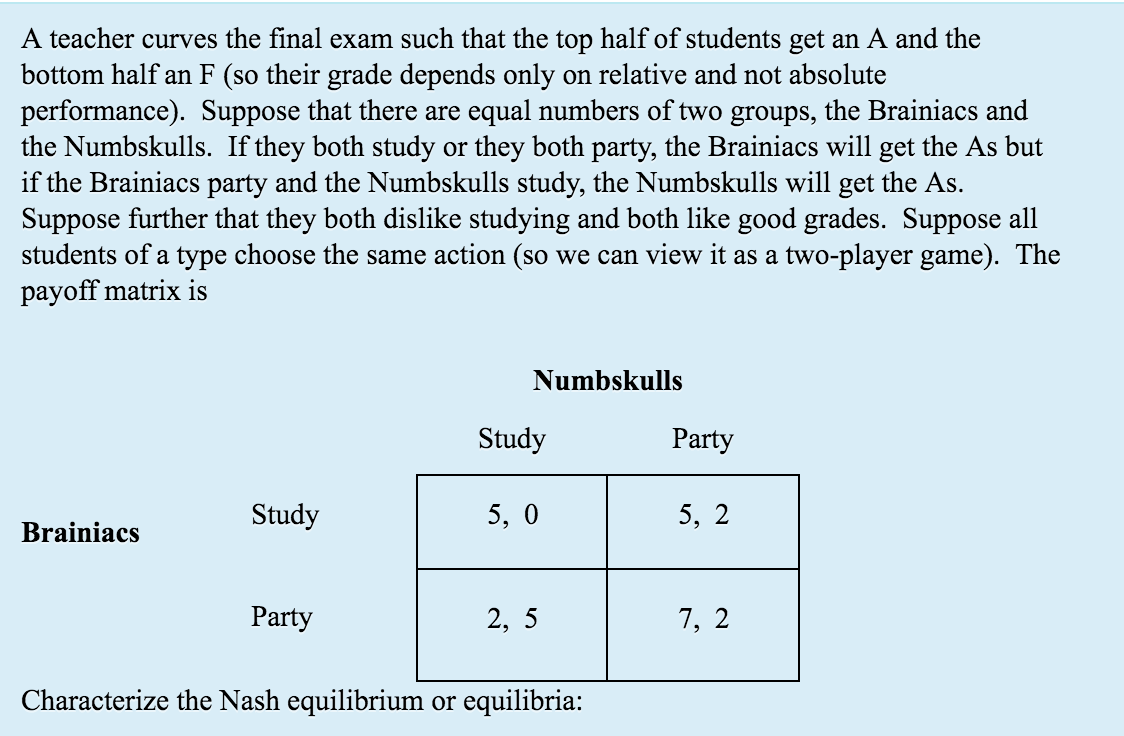 A teacher curves the final exam such that the top half of students get an A and the
bottom half an F (so their grade depends only on relative and not absolute
performance).  Suppose that there are equal numbers of two groups, the Brainiacs and
the Numbskulls.  If they both study or they both party, the Brainiacs will get the As but
if the Brainiacs party and the Numbskulls study, the Numbskulls will get the As.
Suppose further that they both dislike studying and both like good grades.  Suppose all
students of a type choose the same action (so we can view it as a two-player game).  The
payoff matrix is
Numbskulls
Study Party
Study 5, 0 5, 2
Brainiacs
Party 2, 5 7, 2
Characterize the Nash equilibrium or equilibria: